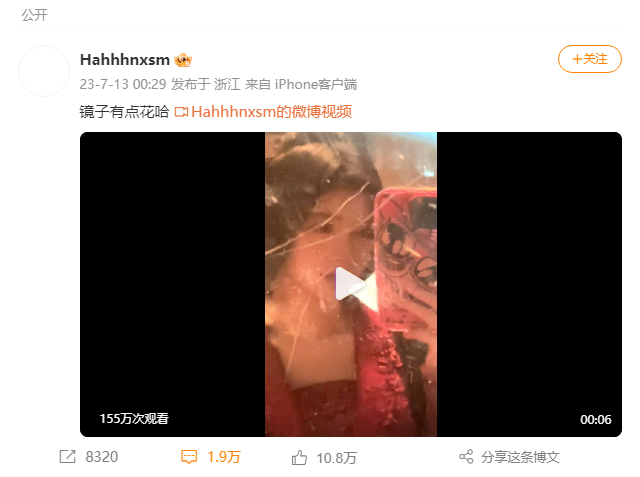 公开
Hahhhnxsm
+关注
23-7-13 00:29 发布于 浙江 来自 iPhone客户端
镜子有点花哈 Hahhhnxsm的微博视频
155万次观看
00:06
8320
1.9万
10.8万
分享这条博文